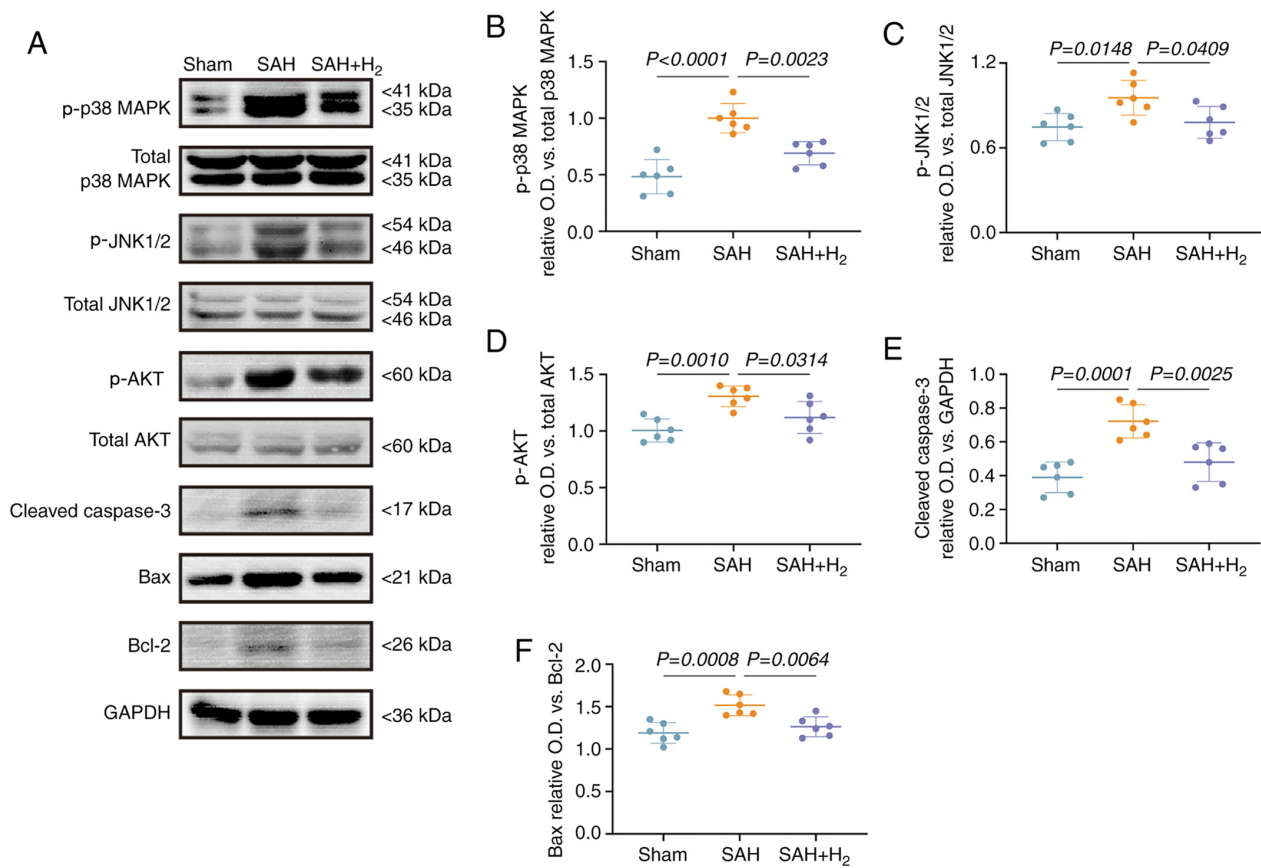 A
Sham SAH SAH+H₂
p-p38 MAPK <41 kDa
<35 kDa
Total
p38 MAPK <41 kDa
<35 kDa
p-JNK1/2 <54 kDa
<46 kDa
Total JNK1/2 <54 kDa
<46 kDa
p-AKT <60 kDa
Total AKT <60 kDa
Cleaved caspase-3 <17 kDa
Bax <21 kDa
Bcl-2 <26 kDa
GAPDH <36 kDa
B
p-p38 MAPK
relative O.D. vs. total p38 MAPK
P<0.0001 P=0.0023
1.5
1.0
0.5
0.0
Sham SAH SAH+H₂
C
p-JNK1/2
relative O.D. vs. total JNK1/2
P=0.0148 P=0.0409
1.2
0.9
0.6
0.0
Sham SAH SAH+H₂
D
p-AKT
relative O.D. vs. total AKT
P=0.0010 P=0.0314
1.5
1.0
0.5
0.0
Sham SAH SAH+H₂
E
Cleaved caspase-3
relative O.D. vs. GAPDH
P=0.0001 P=0.0025
1.0
0.8
0.6
0.4
0.2
0.0
Sham SAH SAH+H₂
F
Bax relative O.D. vs. Bcl-2
P=0.0008 P=0.0064
2.0
1.5
1.0
0.5
0.0
Sham SAH SAH+H₂